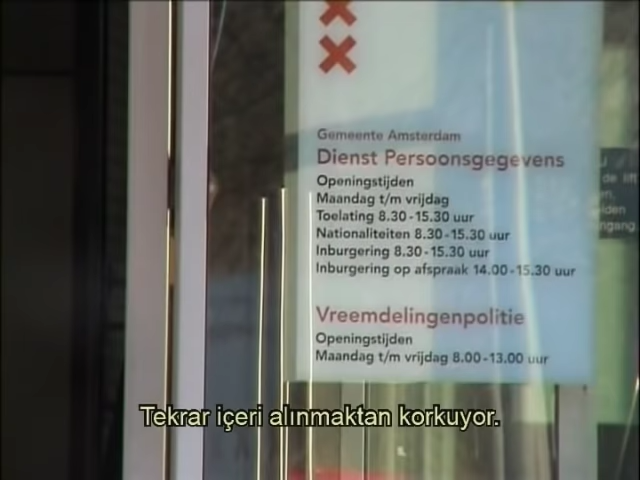 Gemeente Amsterdam
Dienst Persoonsgegevens
Openingstijden
Maandag t/m vrijdag
Toelating 8.30-15.30 uur
Nationaliteiten 8.30-15.30 uur
Inburgering 8.30-15.30 uur
Inburgering op afspraak 14.00-15.30 uur
Vreemdelingenpolitie
Openingstijden
Maandag t/m vrijdag 8.00-13.00 uur
de lift
Tekrar içeri alınmaktan korkuyor.